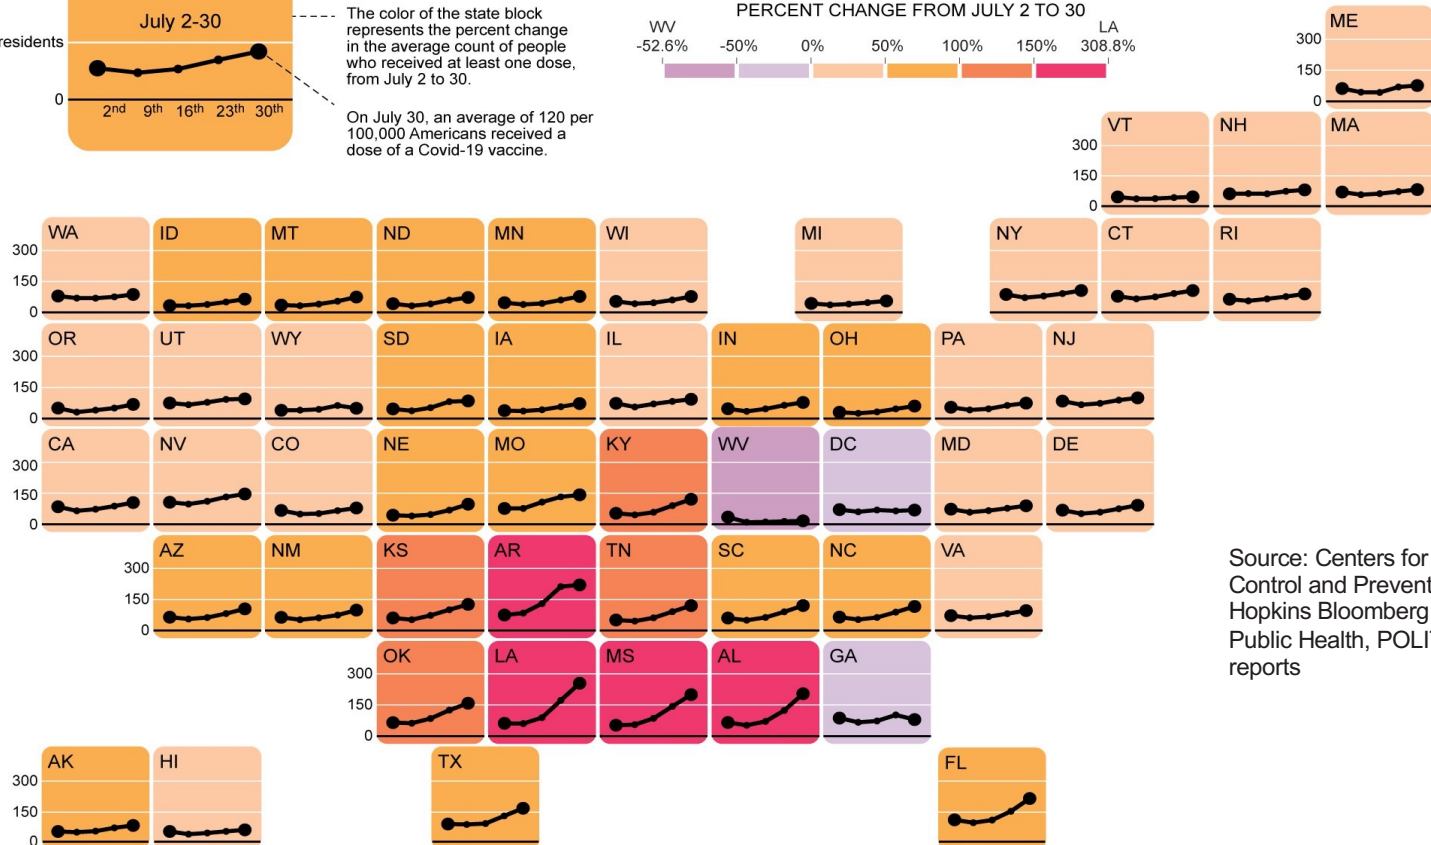 July 2-30
residents
0
2nd 9th 16th 23th 30th
The color of the state block
represents the percent change
in the average count of people
who received at least one dose,
from July 2 to 30.
On July 30, an average of 120 per
100,000 Americans received a
dose of a Covid-19 vaccine.
PERCENT CHANGE FROM JULY 2 TO 30
WV LA
-52.6% -50% 0% 50% 100% 150% 308.8%
ME
300
150
0
VT NH MA
300
150
0
WA ID MT ND MN WI MI NY CT RI
300
150
0
OR UT WY SD IA IL IN OH PA NJ
300
150
0
CA NV CO NE MO KY WV DC MD DE
300
150
0
AZ NM KS AR TN SC NC VA
300
150
0
OK LA MS AL GA
300
150
0
AK HI TX FL
300
150
0
Source: Centers for
Control and
Hopkins Bloomberg
Public Health,
reports